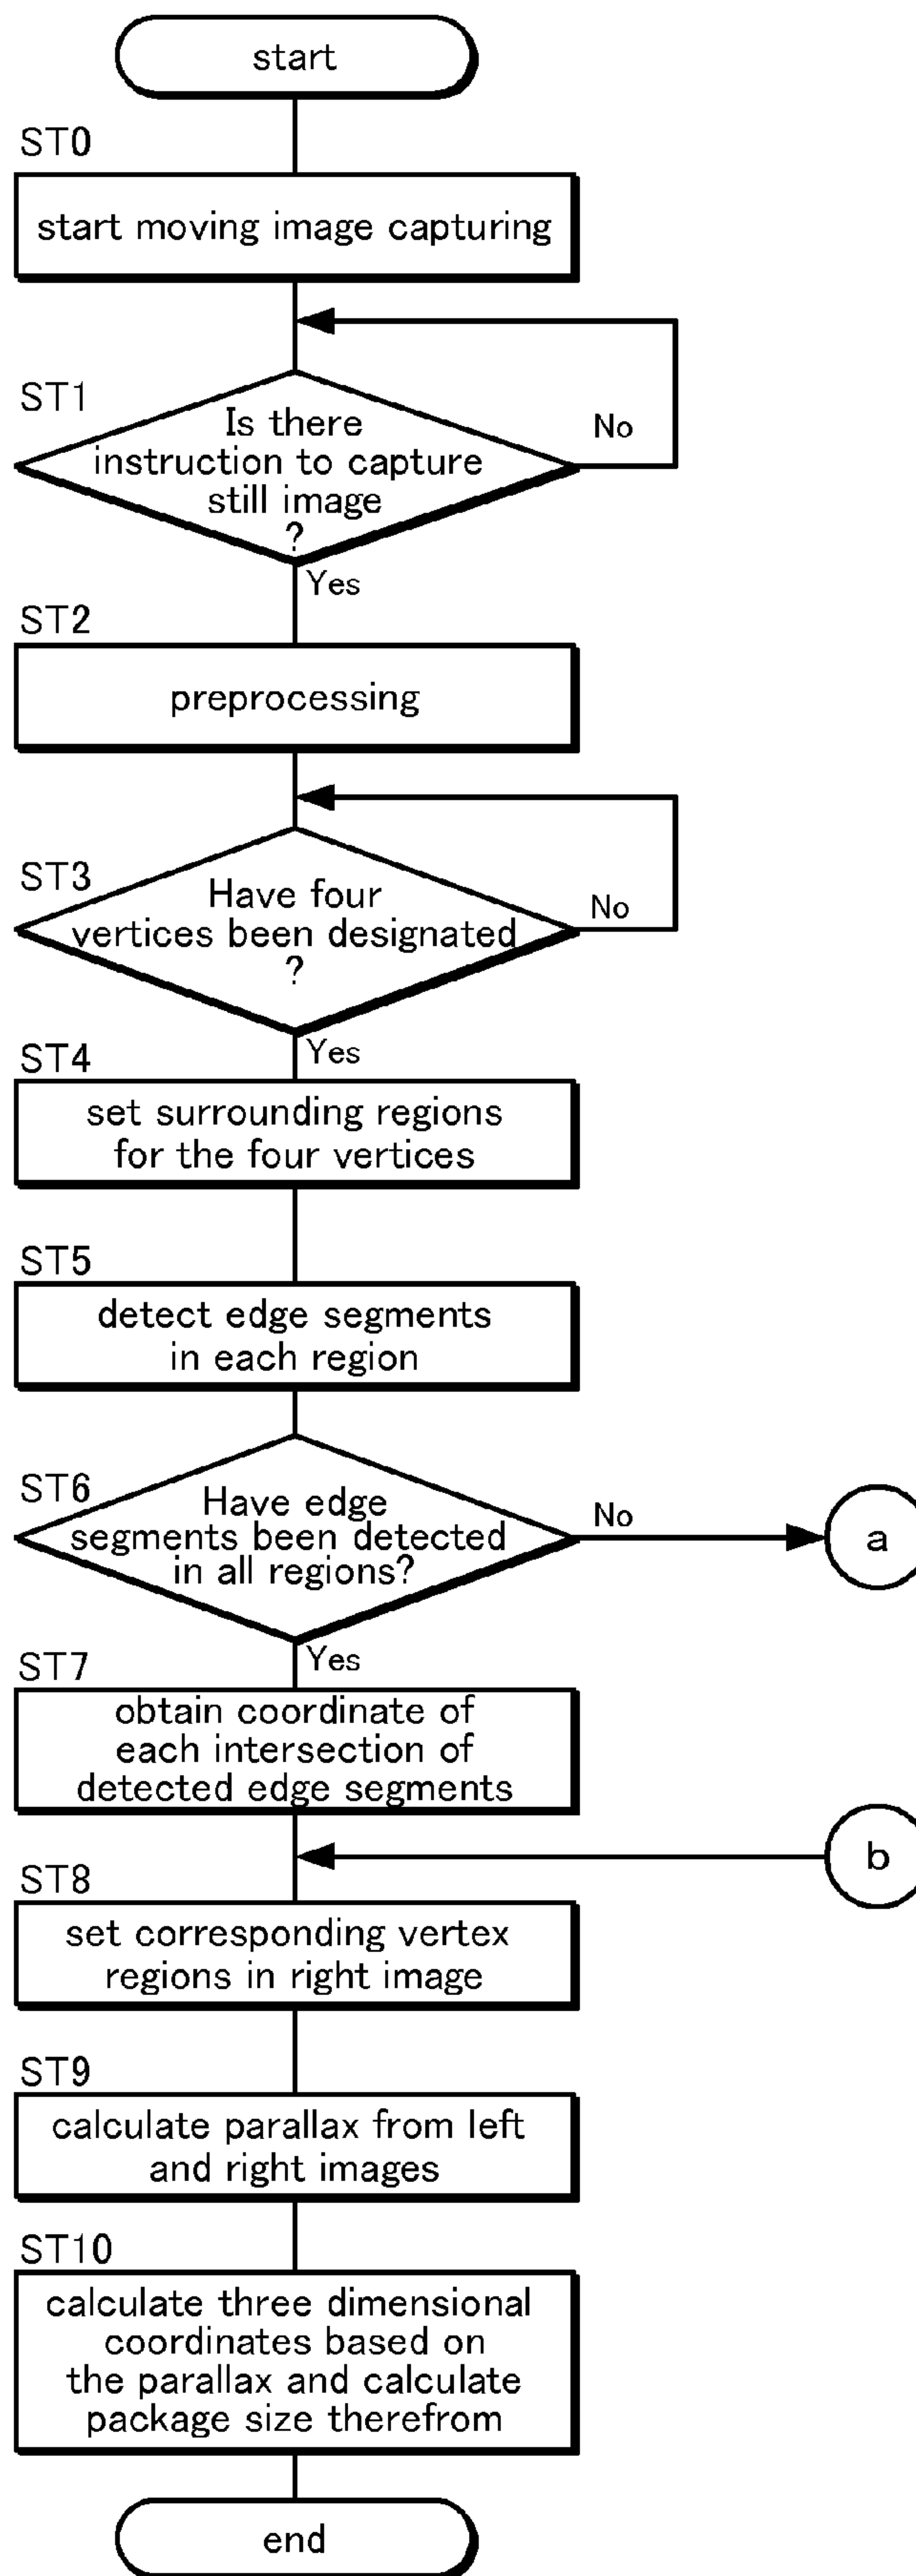 start
ST0
start moving image capturing
ST1
Is there
instruction to capture
still image
?
No
Yes
ST2
preprocessing
ST3
Have four
vertices been designated
?
No
Yes
ST4
set surrounding regions
for the four vertices
ST5
detect edge segments
in each region
ST6
Have edge
segments been detected
in all regions?
No
a
Yes
ST7
obtain coordinate of
each intersection of
detected edge segments
b
ST8
set corresponding vertex
regions in right image
ST9
calculate parallax from left
and right images
ST10
calculate three dimensional
coordinates based on
the parallax and calculate
package size therefrom
end